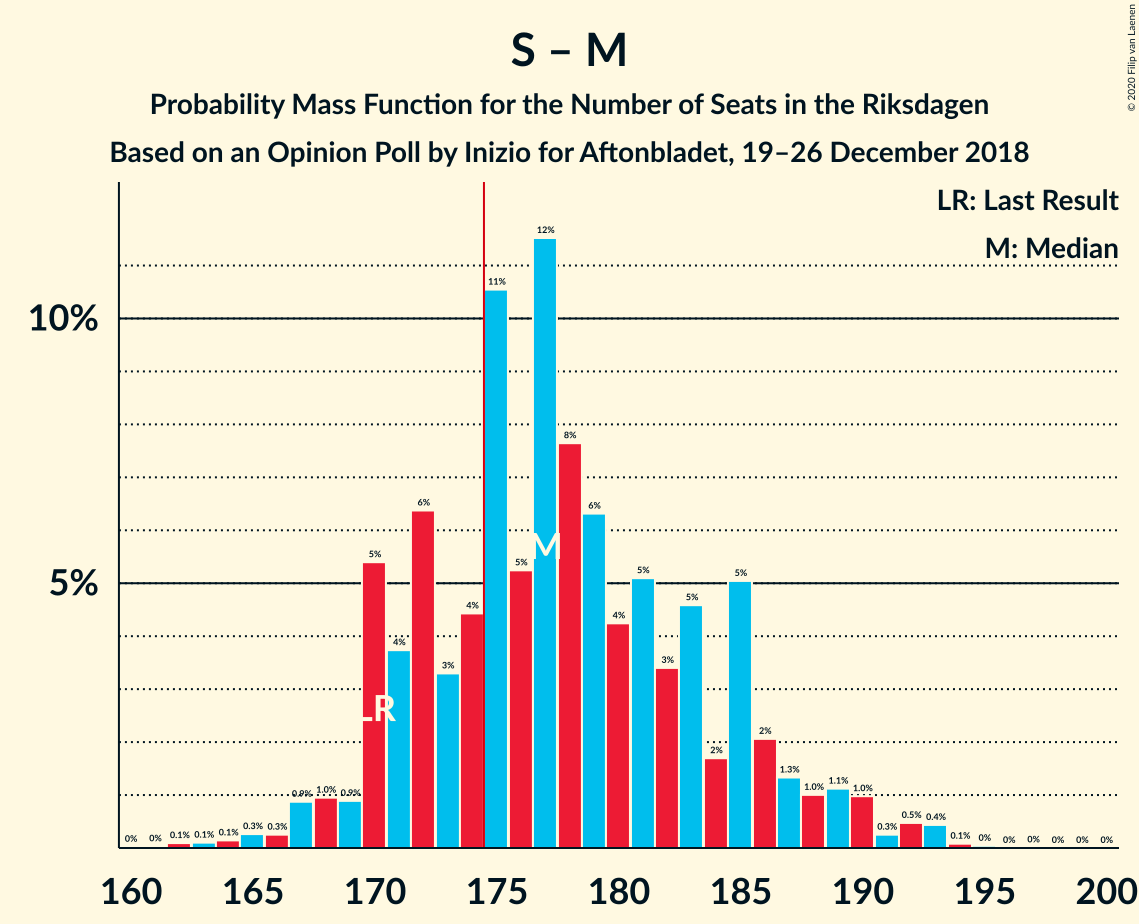 S – M
Probability Mass Function for the Number of Seats in the Riksdagen
Based on an Opinion Poll by Inizio for Aftonbladet, 19–26 December 2018
© 2020 Filip van Laenen
LR: Last Result
M: Median
10%
5%
0% 0% 0.1% 0.1% 0.1% 0.3% 0.3% 0.9% 1.0% 0.9% 5% 4% 6% 3% 4% 11% 5% 12% 8% 6% 4% 5% 3% 5% 2% 5% 2% 1.3% 1.0% 1.1% 1.0% 0.3% 0.5% 0.4% 0.1% 0% 0% 0% 0% 0% 0%
LR
M
160 165 170 175 180 185 190 195 200